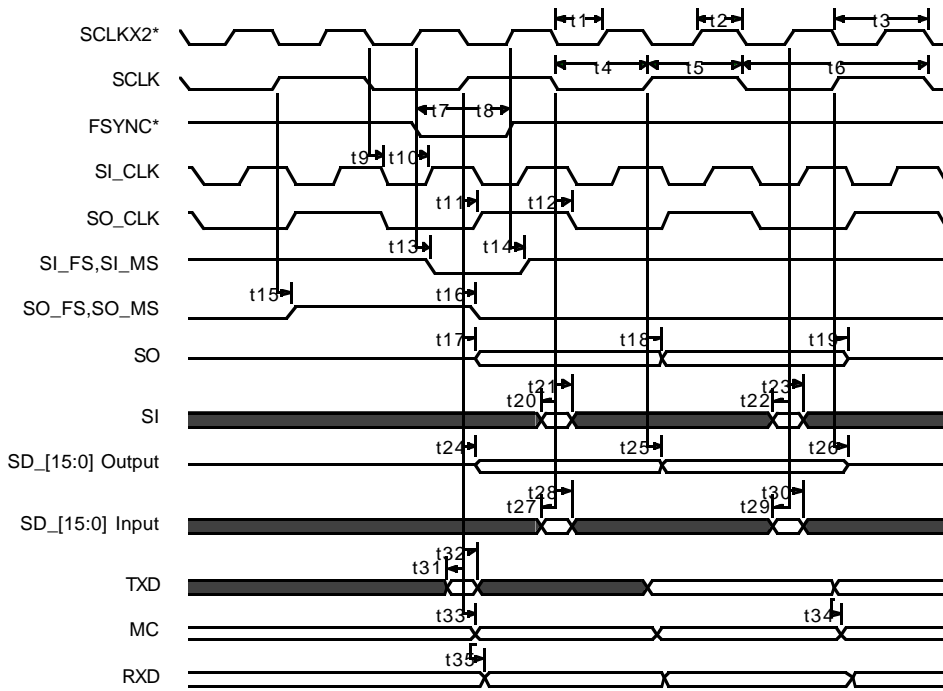 t1 t2 t3
SCLKX2*
t4 t5 t6
SCLK
t7 t8
FSYNC*
t9 t10
SI_CLK
t11 t12
SO_CLK
t13 t14
SI_FS,SI_MS
t15 t16
SO_FS,SO_MS
t17 t18 t19
SO
t21 t23
t20 t22
SI
t24 t25 t26
SD_[15:0] Output
t28 t30
t27 t29
SD_[15:0] Input
t32
t31
TXD
t33 t34
MC
t35
RXD